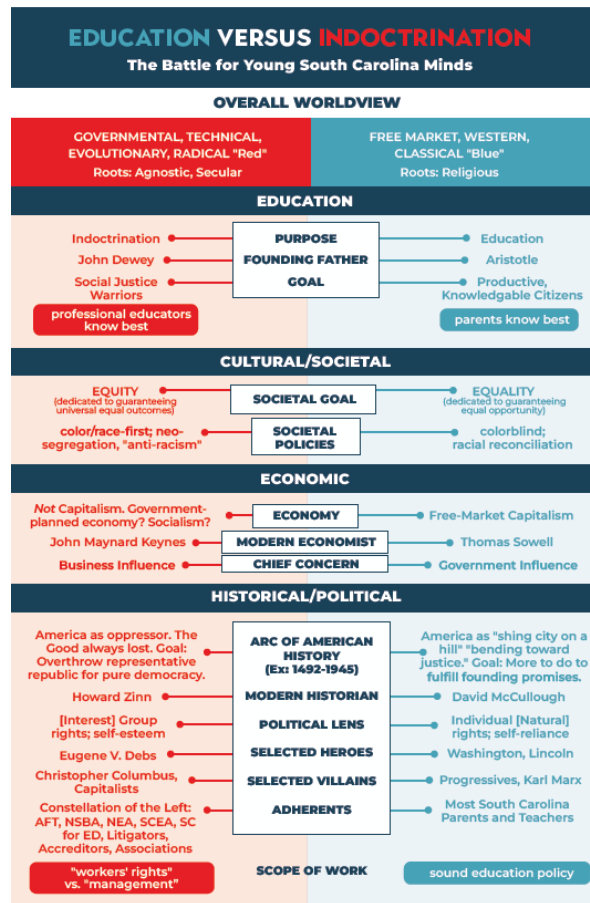 EDUCATION VERSUS INDOCTRINATION
The Battle for Young South Carolina Minds
OVERALL WORLDVIEW
GOVERNMENTAL, TECHNICAL,
EVOLUTIONARY, RADICAL "Red"
Roots: Agnostic, Secular
FREE MARKET, WESTERN,
CLASSICAL "Blue"
Roots: Religious
EDUCATION
Indoctrination
PURPOSE
Education
John Dewey
FOUNDING FATHER
Aristotle
Social Justice
Warriors
GOAL
Productive,
Knowledgable Citizens
professional educators
know best
parents know best
CULTURAL/SOCIETAL
EQUITY
(dedicated to guaranteeing
universal equal outcomes)
SOCIETAL GOAL
EQUALITY
(dedicated to guaranteeing
equal opportunity)
color/race-first; neo-
segregation, "anti-racism"
SOCIETAL
POLICIES
colorblind;
racial reconciliation
ECONOMIC
Not Capitalism. Government-
planned economy? Socialism?
ECONOMY
Free-Market Capitalism
John Maynard Keynes
MODERN ECONOMIST
Thomas Sowell
Business Influence
CHIEF CONCERN
Government Influence
HISTORICAL/POLITICAL
America as oppressor. The
Good always lost. Goal:
Overthrow representative
republic for pure democracy.
ARC OF AMERICAN
HISTORY
(Ex: 1492-1945)
America as "shing city on a
hill" "bending toward
justice." Goal: More to do to
fulfill founding promises.
Howard Zinn
MODERN HISTORIAN
David McCullough
[Interest] Group
rights; self-esteem
POLITICAL LENS
Individual [Natural]
rights; self-reliance
Eugene V. Debs
SELECTED HEROES
Washington, Lincoln
Christopher Columbus,
Capitalists
SELECTED VILLAINS
Progressives, Karl Marx
Constellation of the Left:
AFT, NSBA, NEA, SCEA, SC
for ED, Litigators,
Accreditors, Associations
ADHERENTS
Most South Carolina
Parents and Teachers
"workers' rights"
vs. "management"
SCOPE OF WORK
sound education policy